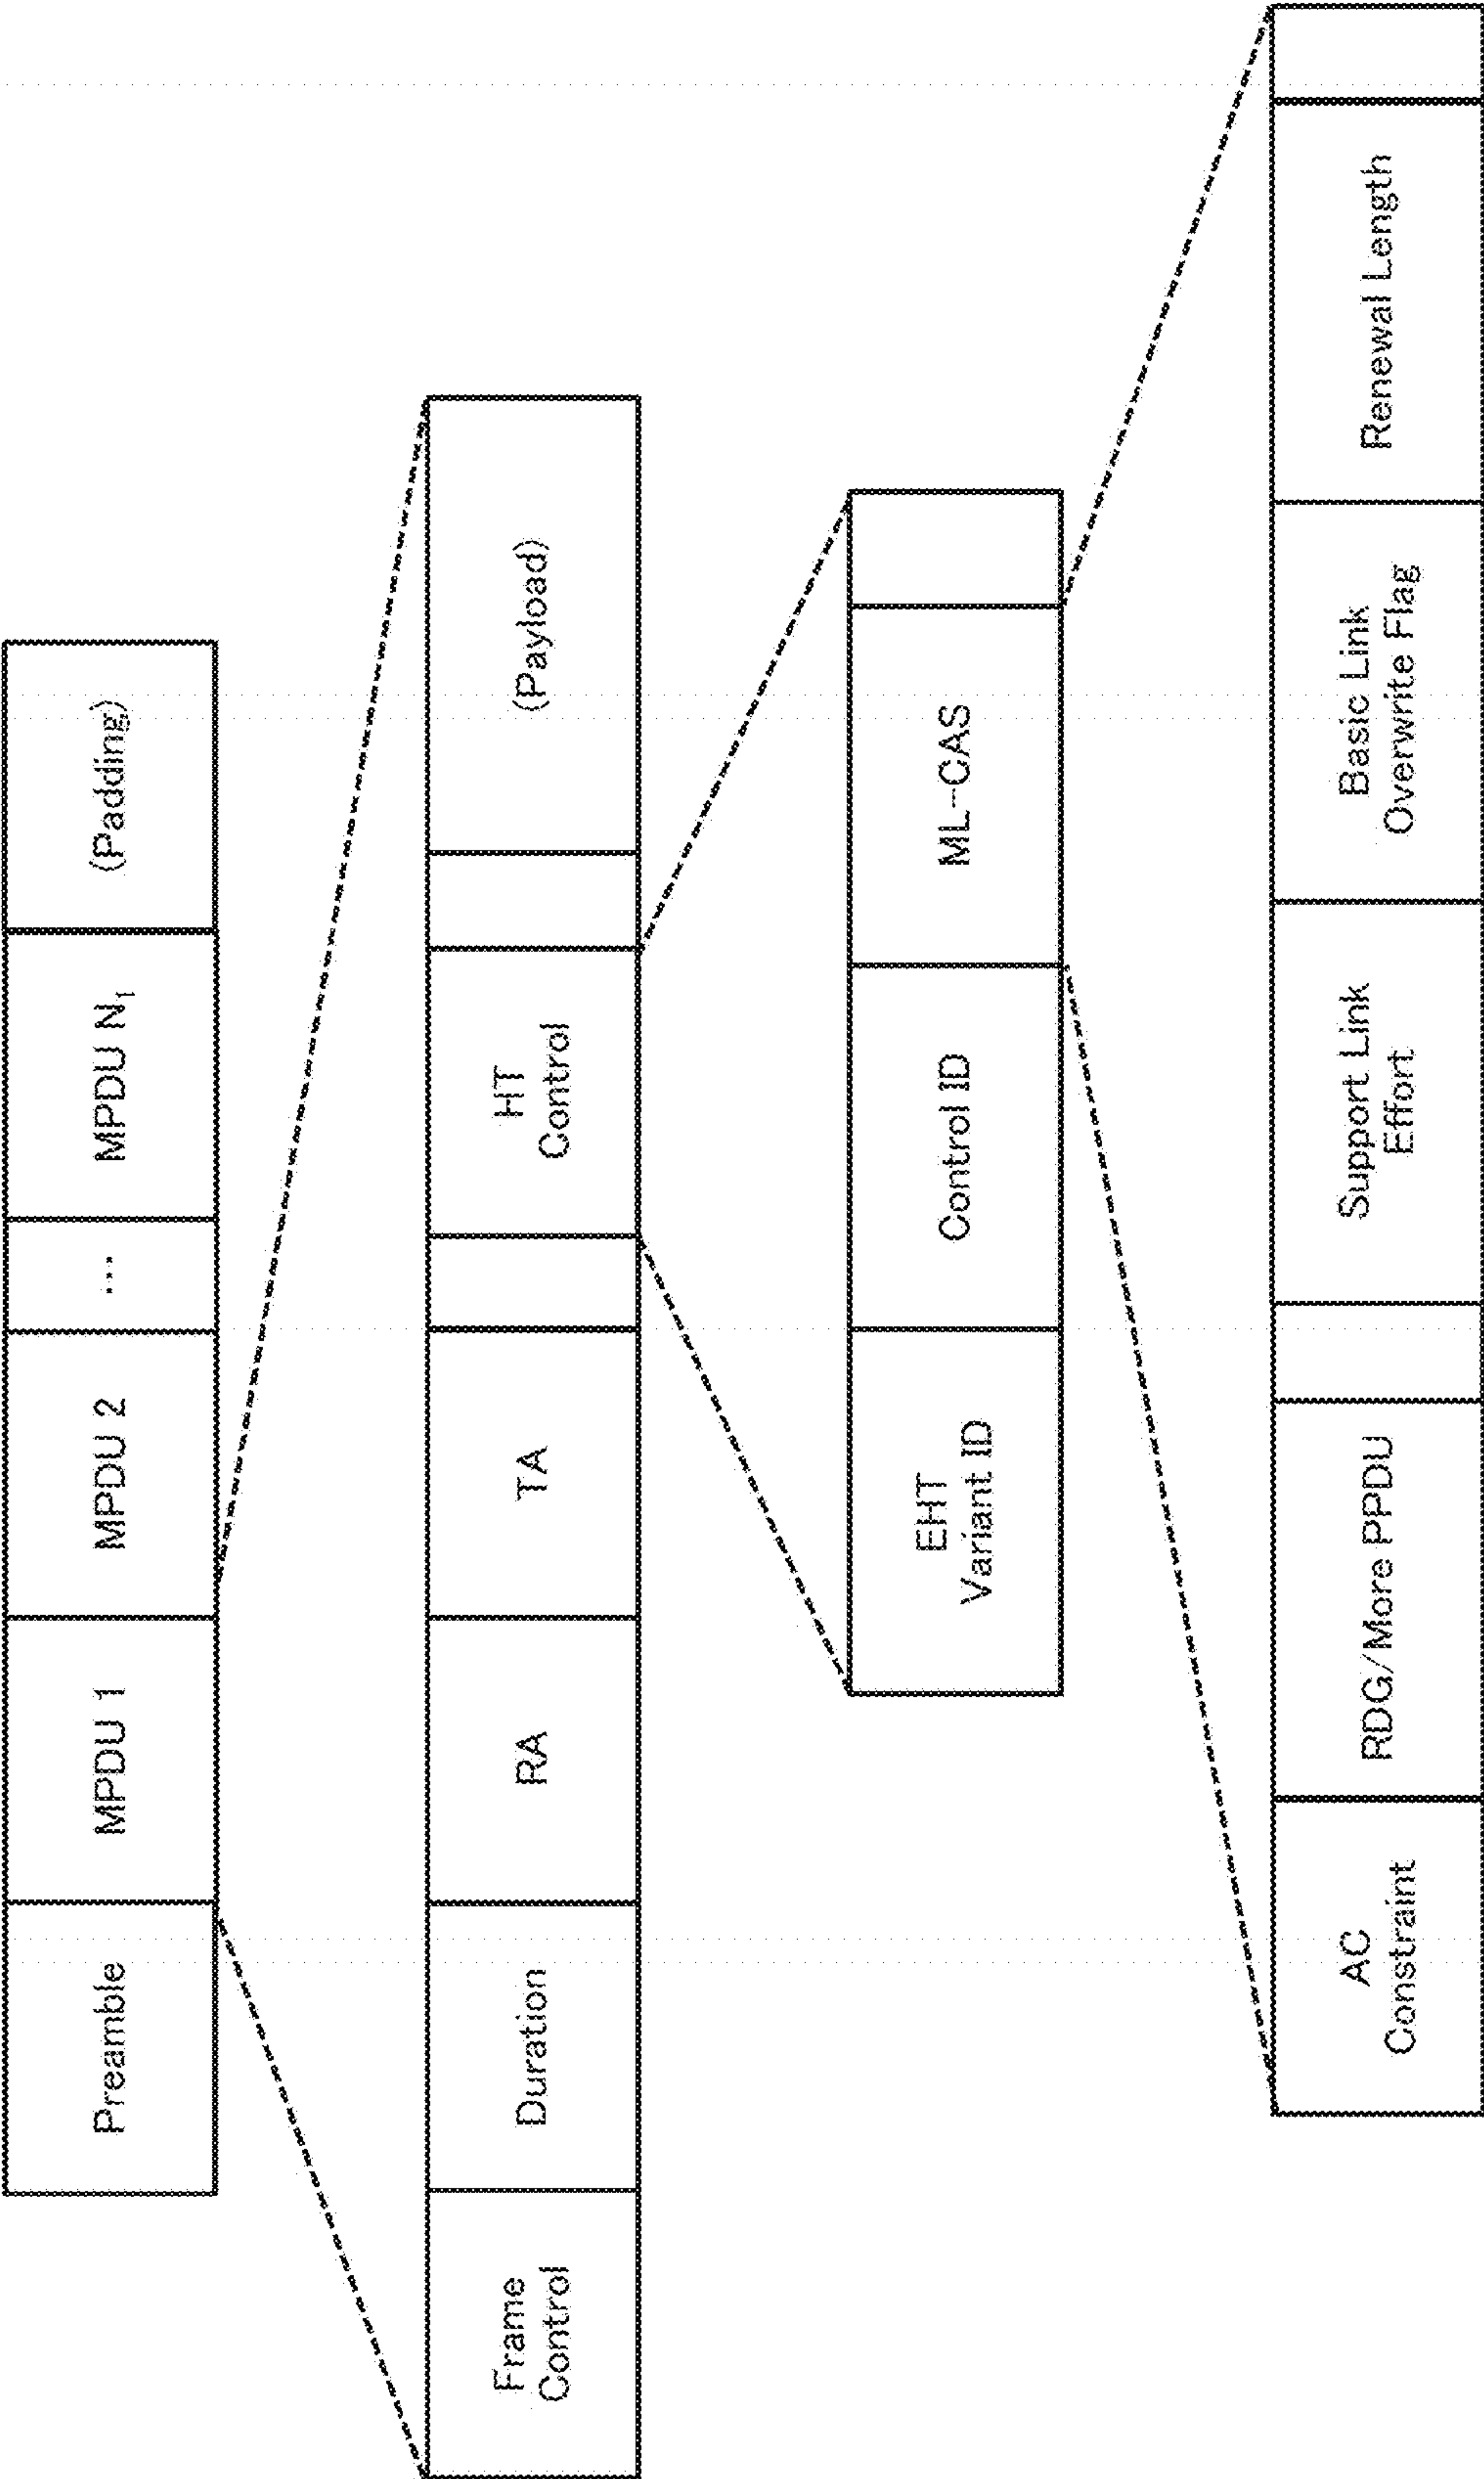 Preamble
MPDU 1
MPDU 2
...
MPDU N₁
(Padding)
Frame
Control
Duration
RA
TA
HT
Control
(Payload)
EHT
Variant ID
Control ID
ML-CAS
AC
Constraint
RDG/More PPDU
Support Link
Effort
Basic Link
Overwrite Flag
Renewal Length